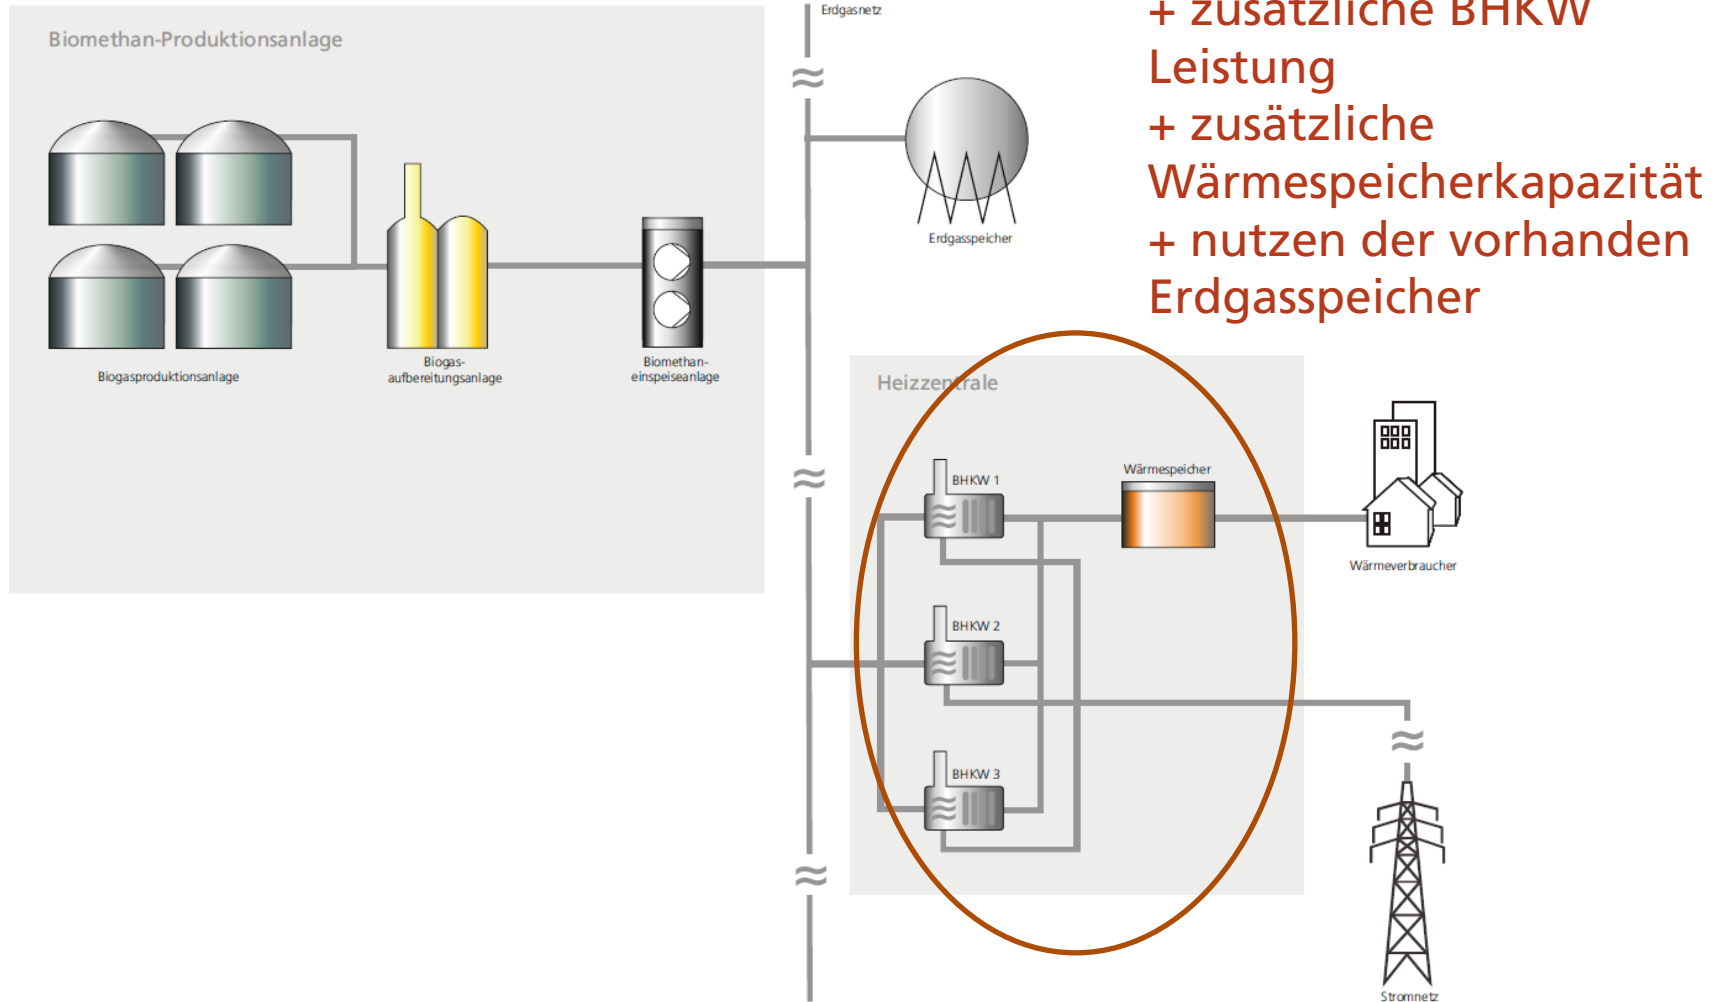 Erdgasnetz
+ zusätzliche BHKW
Leistung
+ zusätzliche
Wärmespeicherkapazität
+ nutzen der vorhanden
Erdgasspeicher
Biomethan-Produktionsanlage
Erdgasspeicher
Biogasproduktionsanlage
Biogas-
aufbereitungsanlage
Biomethan-
einspeiseanlage
Heizzentrale
Wärmespeicher
BHKW 1
Wärmeverbraucher
BHKW 2
BHKW 3
Stromnetz